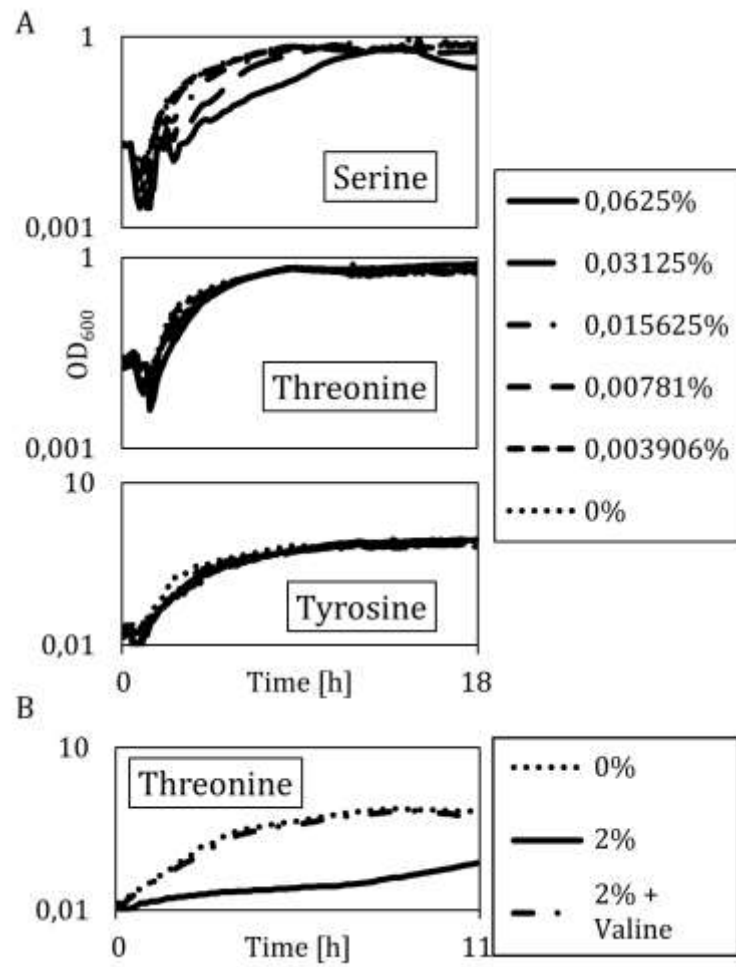 A
1
Serine
0,001
1
OD600
Threonine
0,001
10
Tyrosine
0,01
0
Time [h]
18
0,0625%
0,03125%
0,015625%
0,00781%
0,003906%
0%
B
10
Threonine
0,01
0
Time [h]
11
0%
2%
2% +
Valine